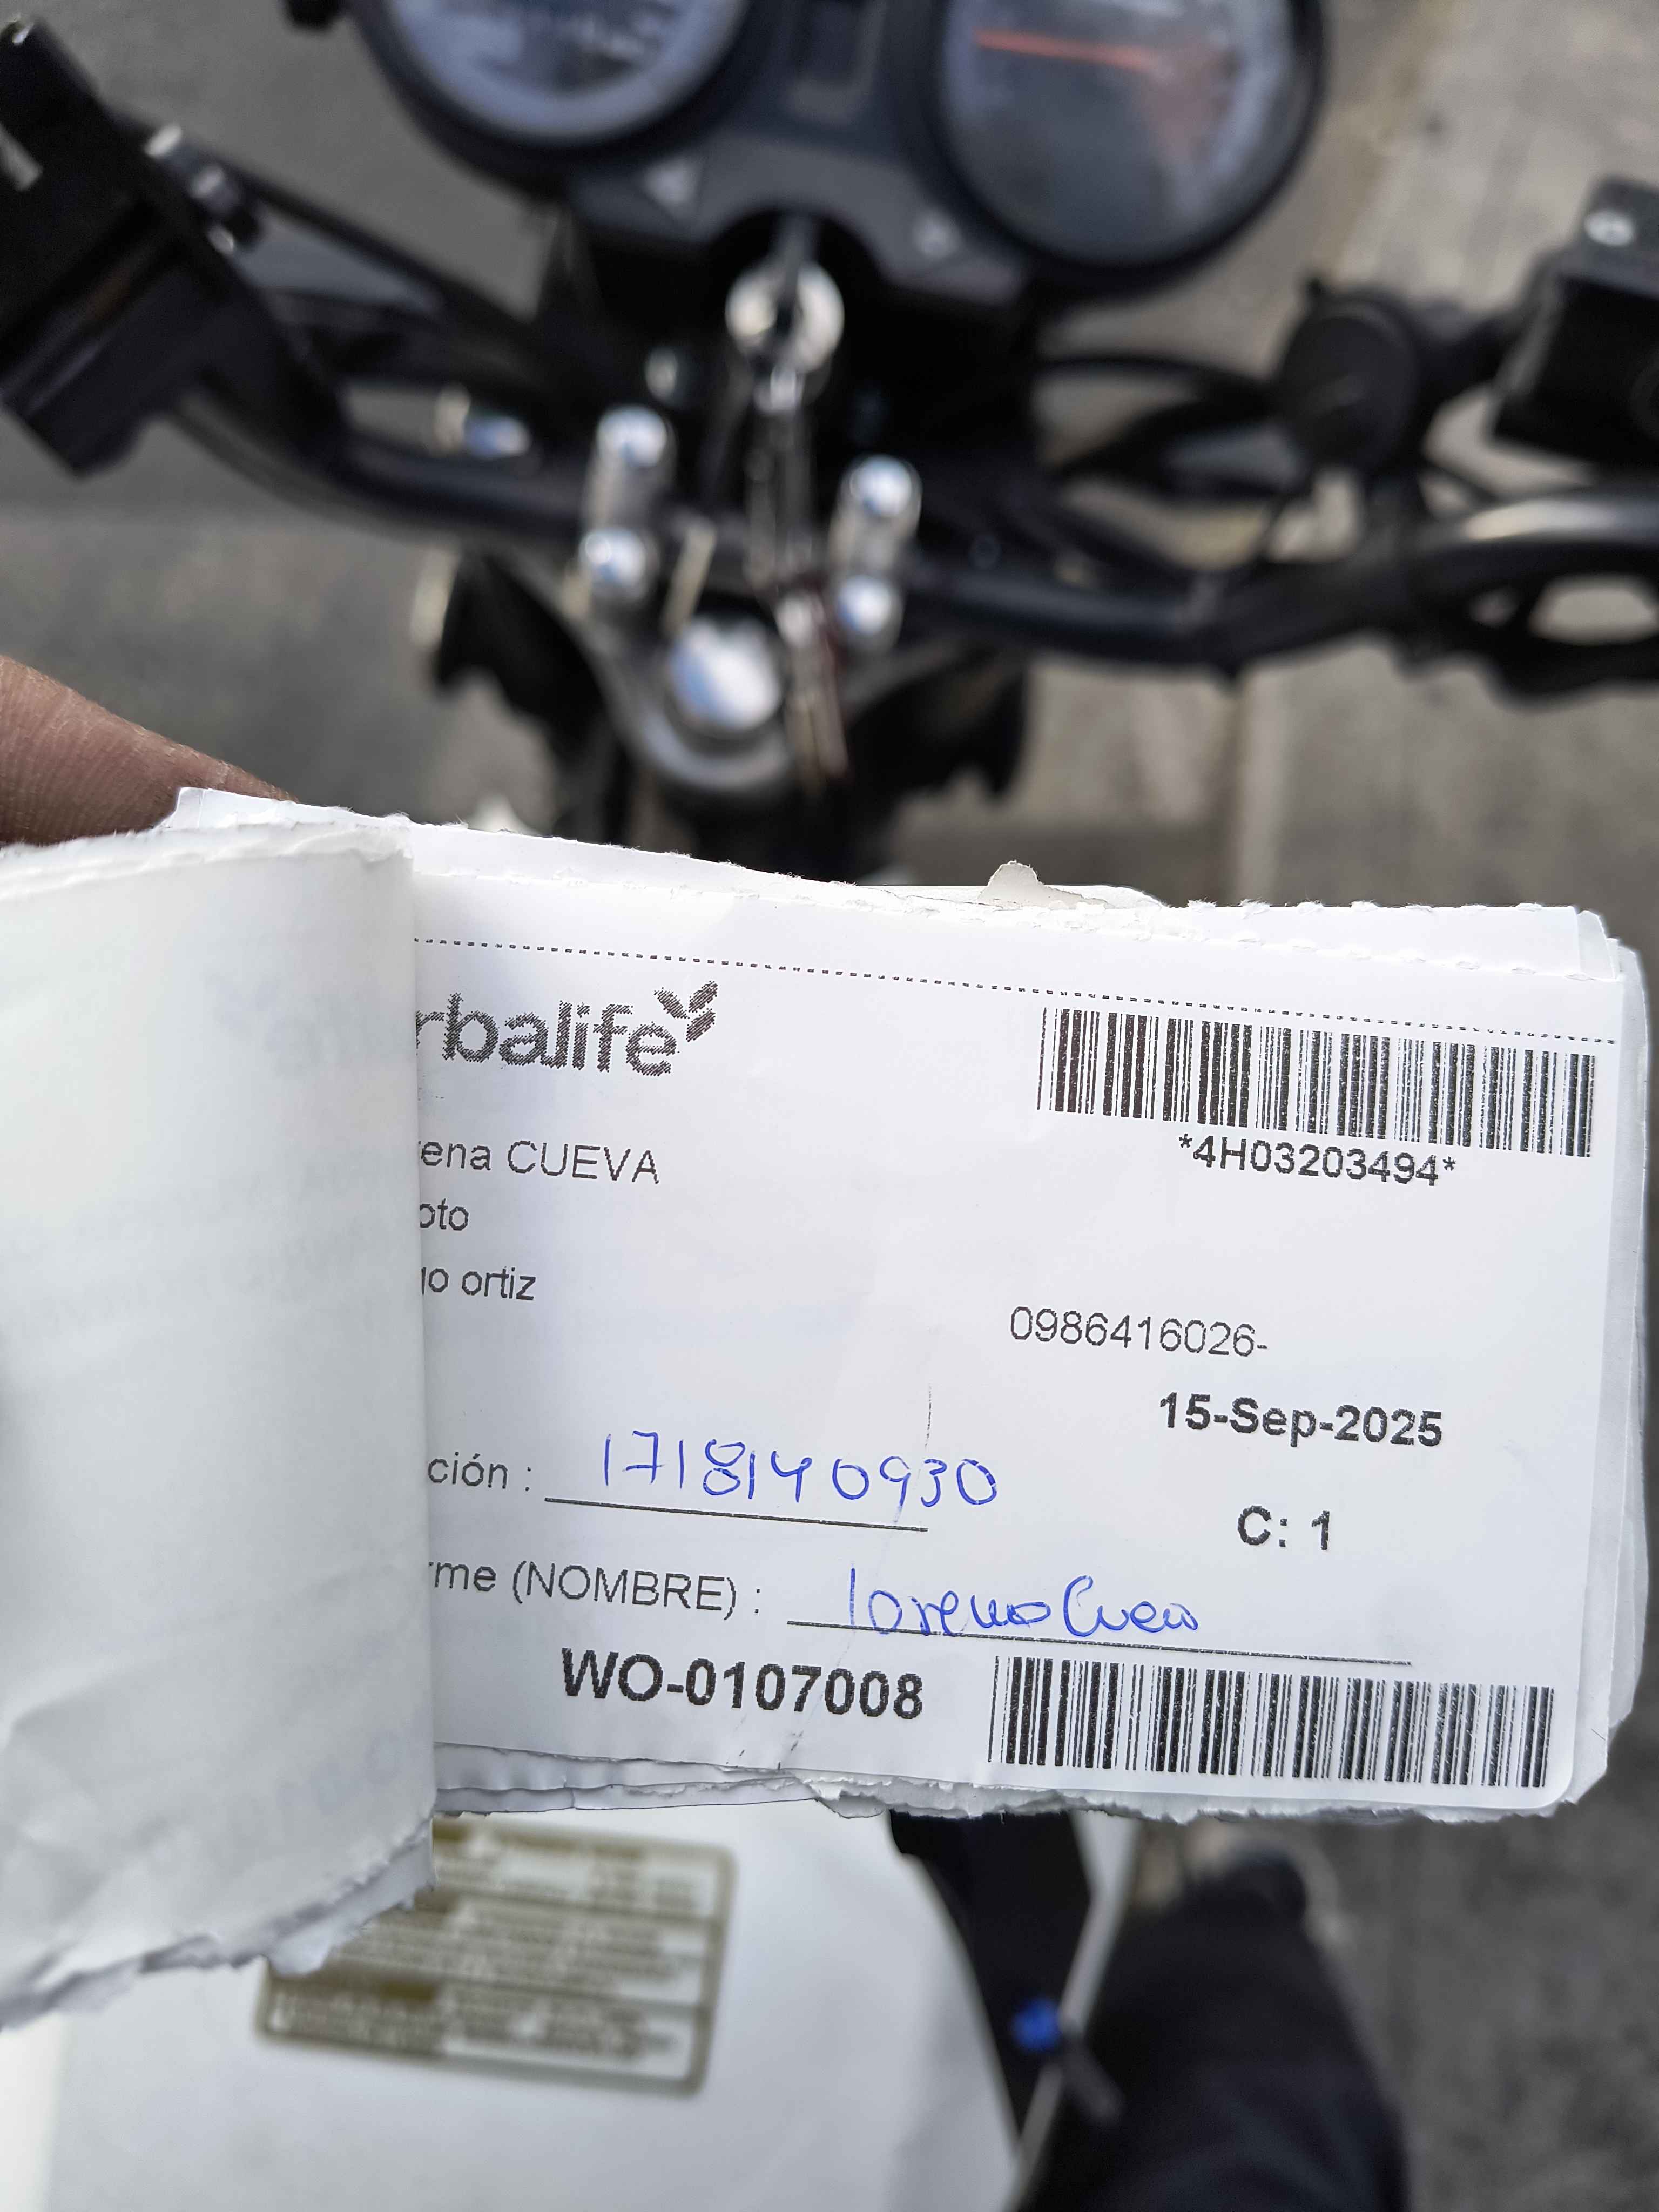 rbalife
*4H03203494*
rena CUEVA
oto
go ortiz
0986416026-
15-Sep-2025
ción : 1718140930
C: 1
rme (NOMBRE) : lorena Cueva
WO-0107008